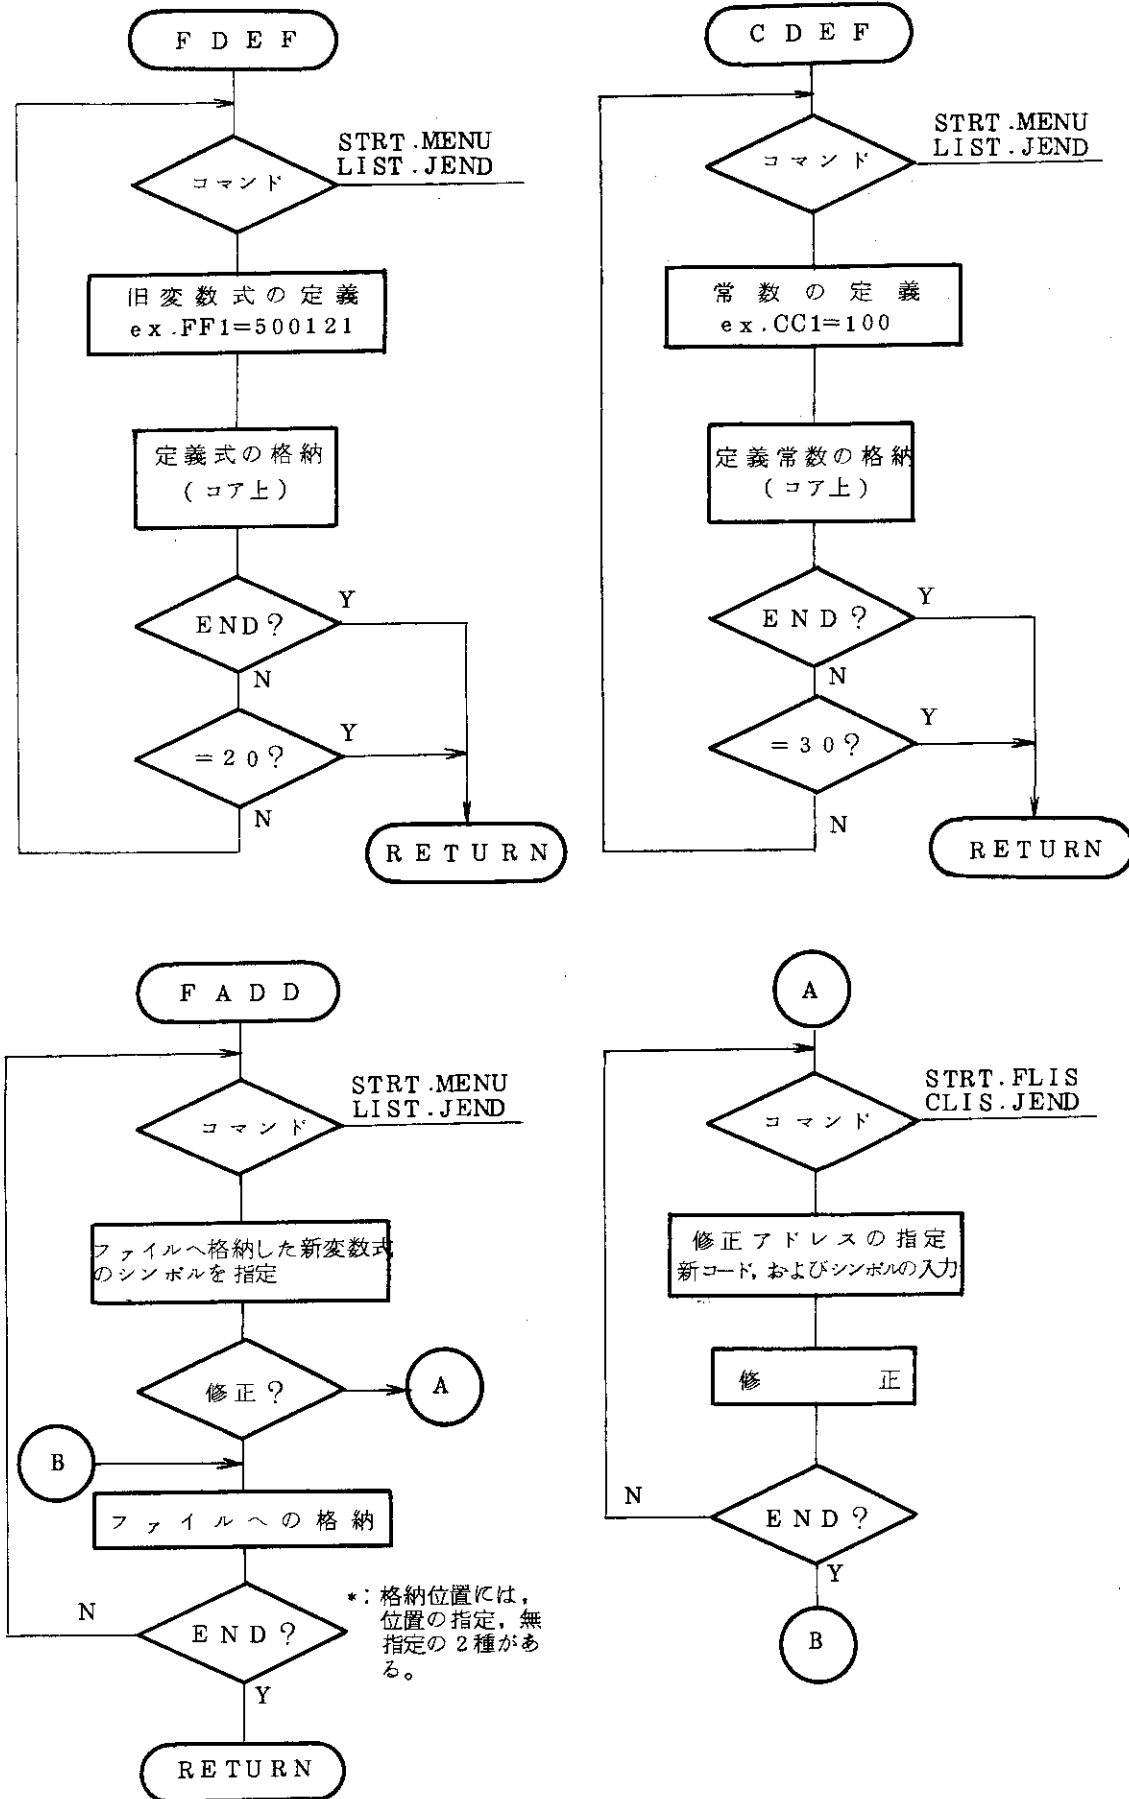 FDEF
STRT.MENU
LIST.JEND
コマンド
旧変数式の定義
ex.FF1=500121
定義式の格納
(コア上)
END?
Y
N
=20?
Y
N
RETURN
CDEF
STRT.MENU
LIST.JEND
コマンド
常数の定義
ex.CC1=100
定義常数の格納
(コア上)
END?
Y
N
=30?
Y
N
RETURN
FADD
STRT.MENU
LIST.JEND
コマンド
ファイルへ格納した新変数式
のシンボルを指定
修正?
A
B
ファイルへの格納
N
END?
Y
RETURN
*:格納位置には,
位置の指定,無
指定の2種があ
る。
A
STRT.FLIS
CLIS.JEND
コマンド
修正アドレスの指定
新コード,およびシンボルの入力
修正
N
END?
Y
B